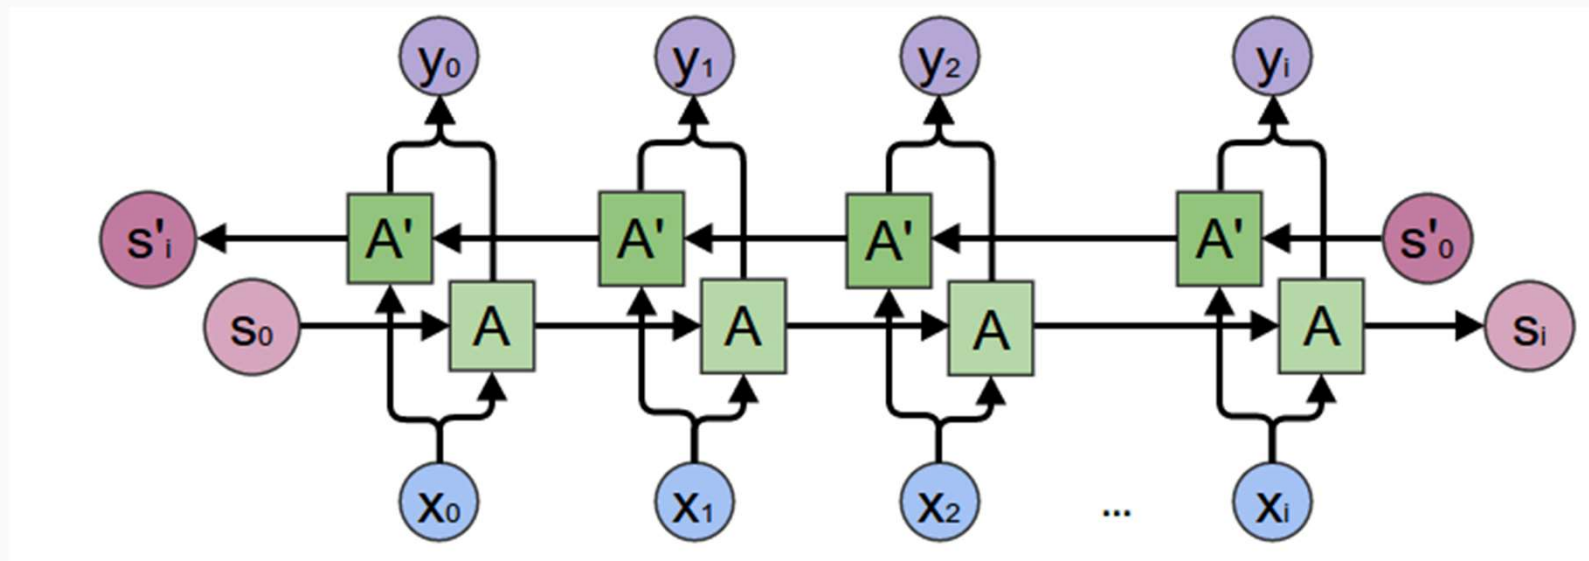 y0 y1 y2 yi
s'i A' A' A' A' s'0
s0 A A A A si
x0 x1 x2 ... xi